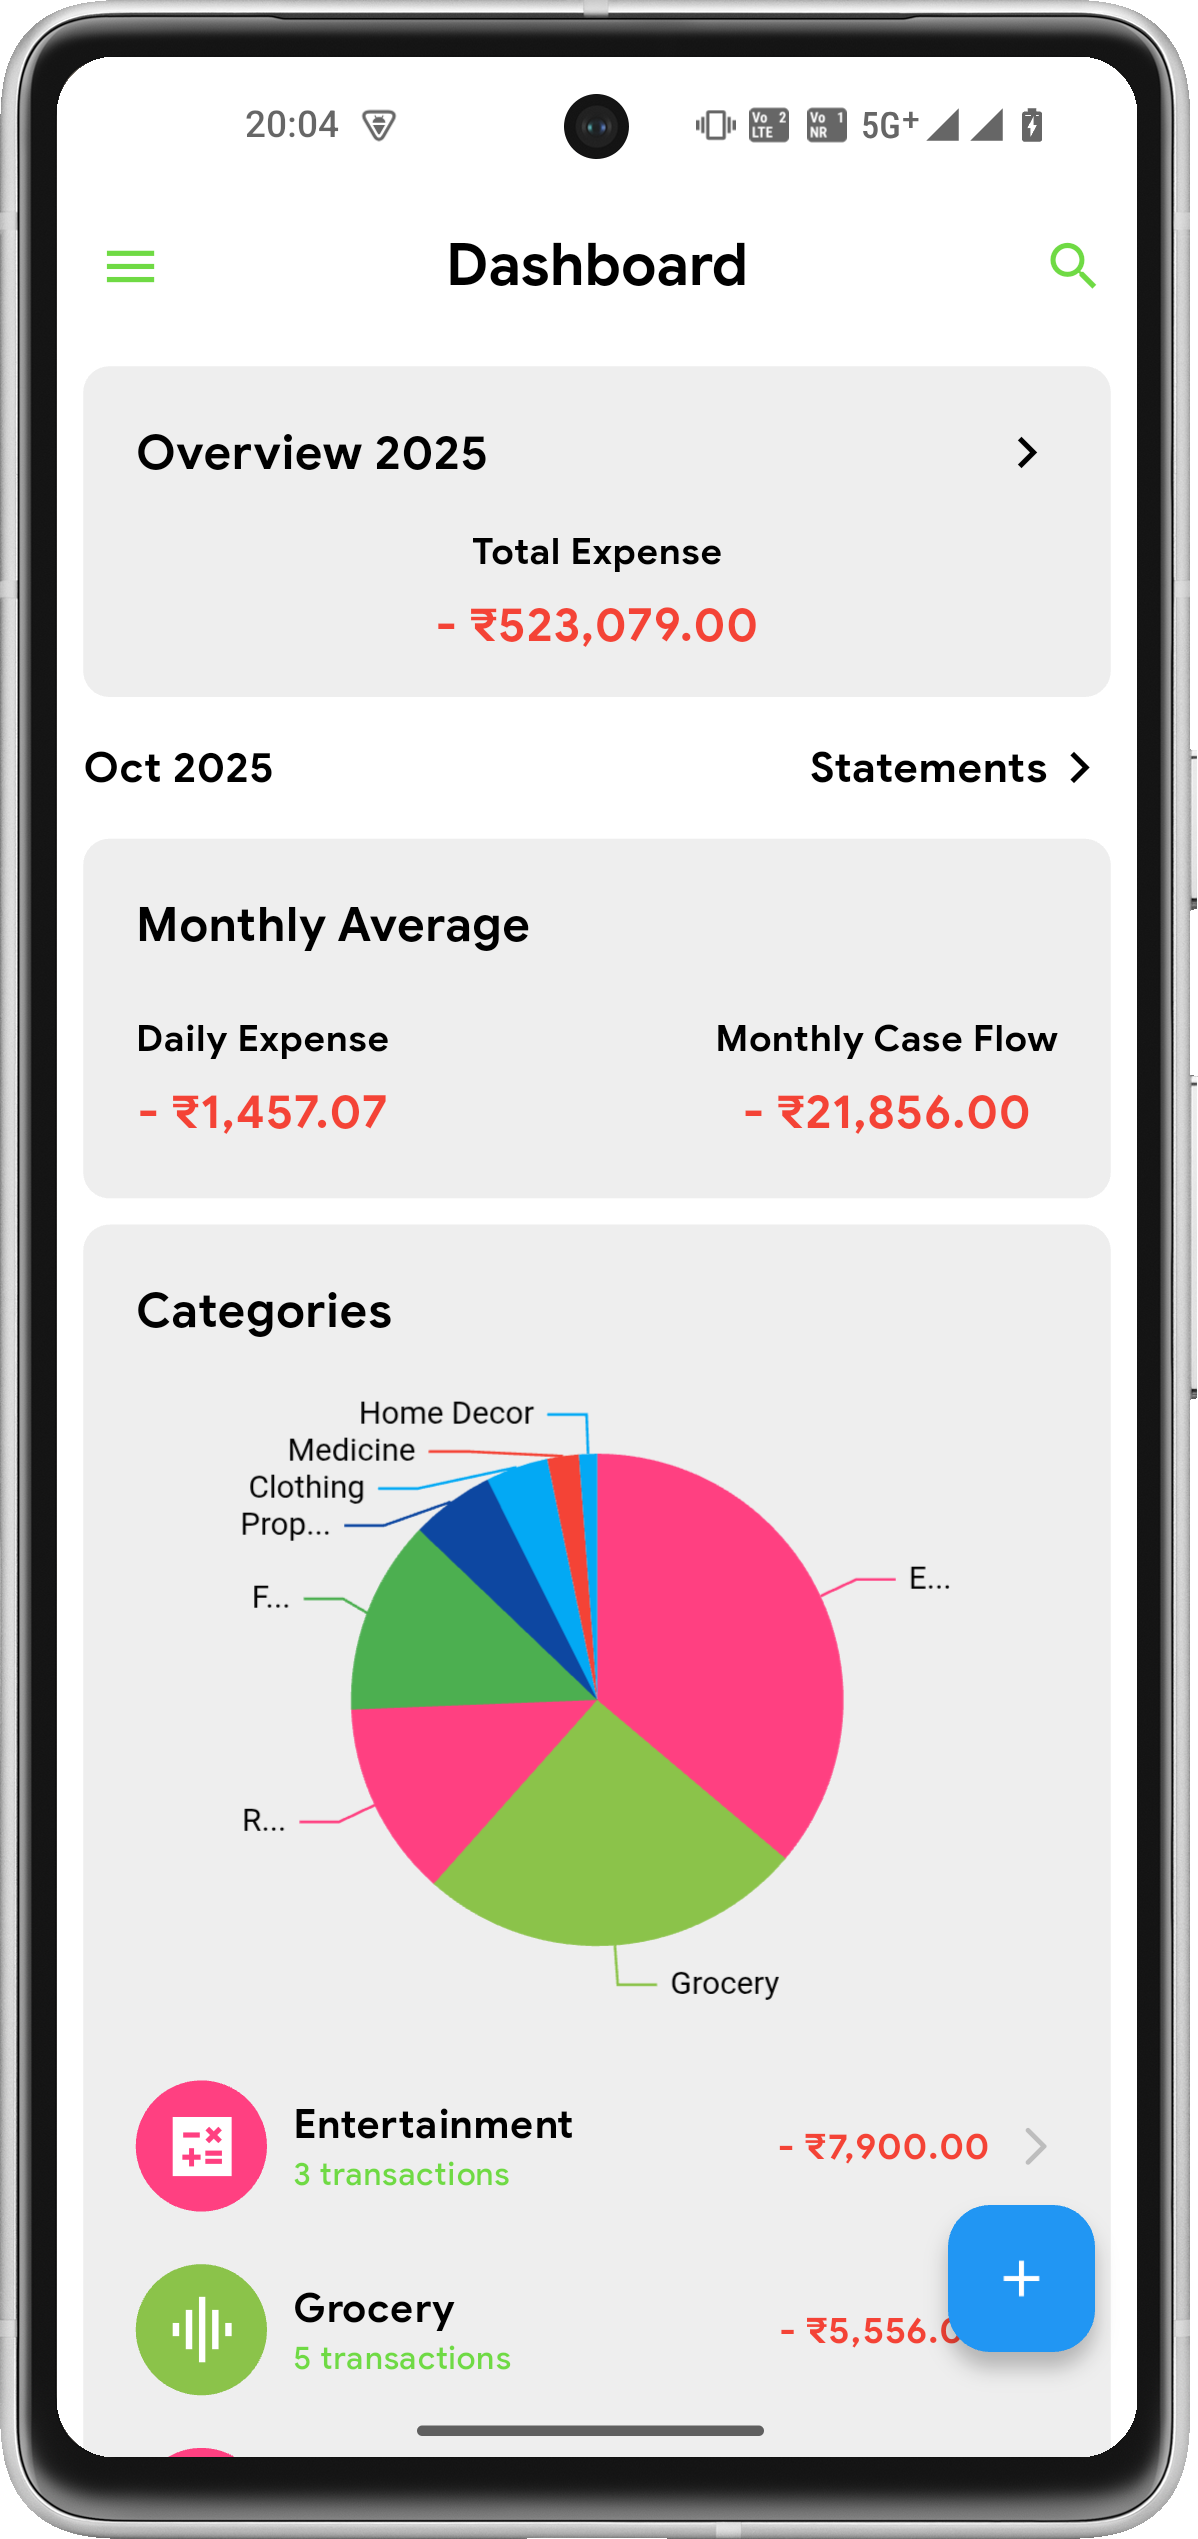 20:04
Vo 2 LTE
Vo 1 NR
5G+
Dashboard
Overview 2025
Total Expense
- ₹523,079.00
Oct 2025
Statements
Monthly Average
Daily Expense
Monthly Case Flow
- ₹1,457.07
- ₹21,856.00
Categories
Home Decor
Medicine
Clothing
Prop...
E...
F...
R...
Grocery
Entertainment
- ₹7,900.00
3 transactions
Grocery
- ₹5,556.0
5 transactions